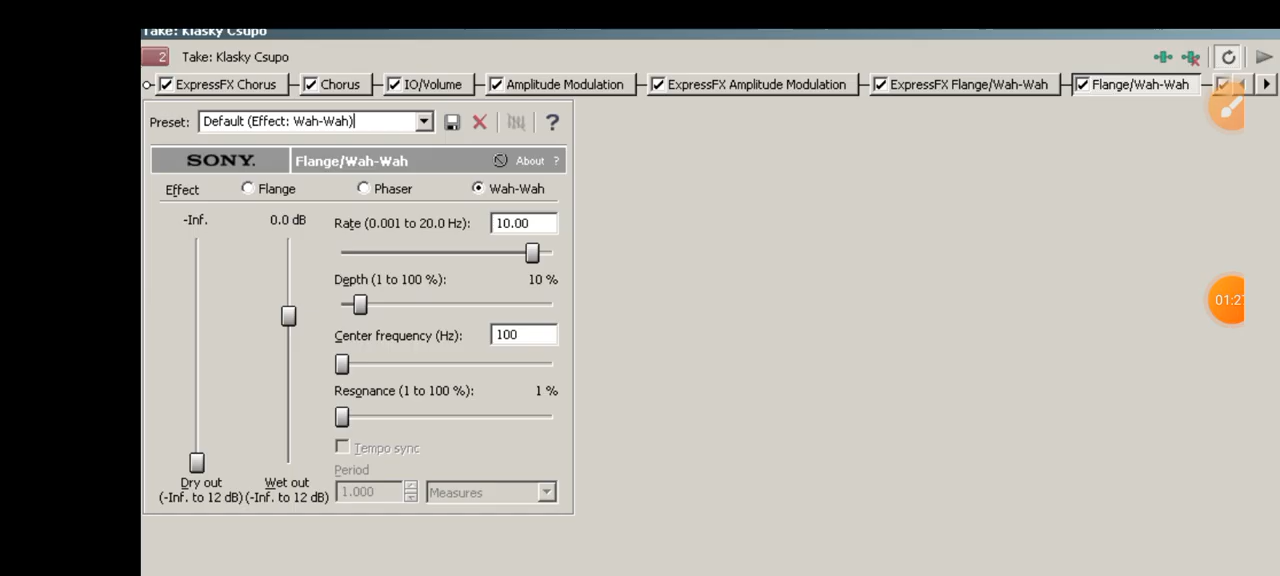 Take: Klasky Csupo
2 Take: Klasky Csupo
ExpressFX Chorus Chorus IO/Volume Amplitude Modulation ExpressFX Amplitude Modulation ExpressFX Flange/Wah-Wah Flange/Wah-Wah
Preset: Default (Effect: Wah-Wah) ?
SONY. Flange/Wah-Wah About ?
Effect Flange Phaser Wah-Wah
-Inf. 0.0 dB Rate (0.001 to 20.0 Hz): 10.00
Depth (1 to 100 %): 10 %
01:2
Center frequency (Hz): 100
Resonance (1 to 100 %): 1 %
Tempo sync
Period
Dry out Wet out
(-Inf. to 12 dB) (-Inf. to 12 dB) 1.000 Measures